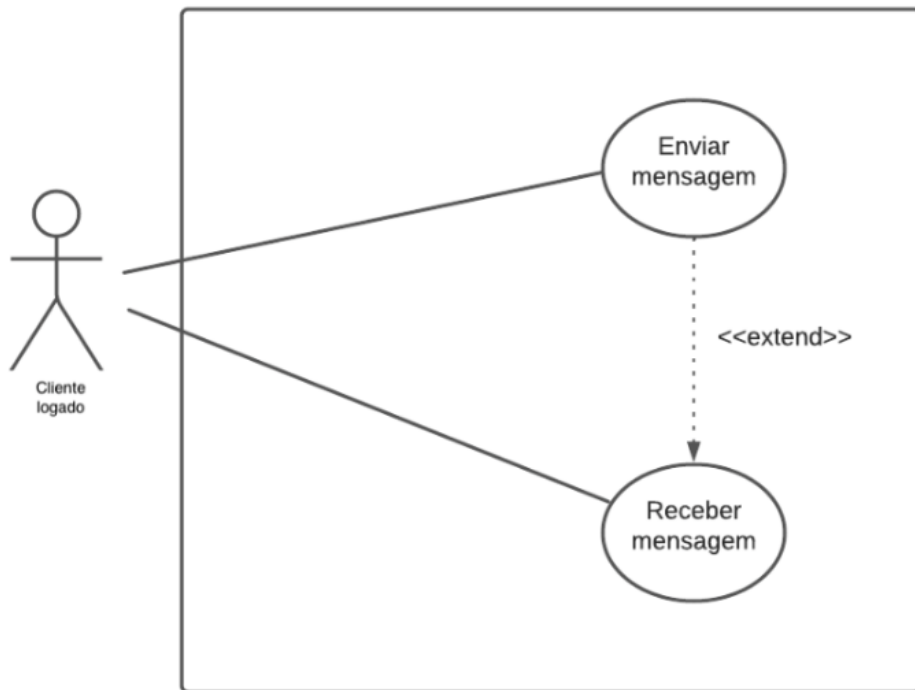 Enviar
mensagem
<<extend>>
Cliente
logado
Receber
mensagem